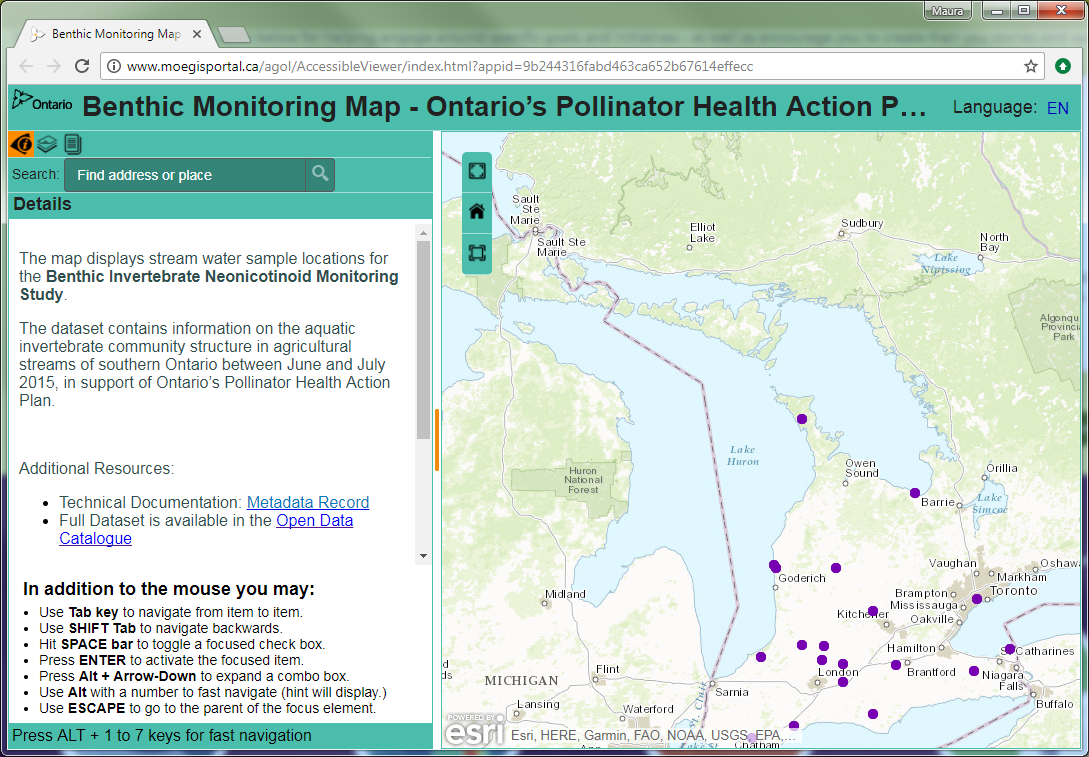 Maura
Benthic Monitoring Map
www.moegisportal.ca/agol/AccessibleViewer/index.html?appid=9b244316fabd463ca652b67614effecc
Ontario
Benthic Monitoring Map - Ontario’s Pollinator Health Action P…
Language: EN
Search: Find address or place
Details
The map displays stream water sample locations for
the Benthic Invertebrate Neonicotinoid Monitoring
Study.
The dataset contains information on the aquatic
invertebrate community structure in agricultural
streams of southern Ontario between June and July
2015, in support of Ontario’s Pollinator Health Action
Plan.
Additional Resources:
• Technical Documentation: Metadata Record
• Full Dataset is available in the Open Data
Catalogue
In addition to the mouse you may:
• Use Tab key to navigate from item to item.
• Use SHIFT Tab to navigate backwards.
• Hit SPACE bar to toggle a focused check box.
• Press ENTER to activate the focused item.
• Press Alt + Arrow-Down to expand a combo box.
• Use Alt with a number to fast navigate (hint will display.)
• Use ESCAPE to go to the parent of the focus element.
Press ALT + 1 to 7 keys for fast navigation
Sault
Ste
Marie
Sault Ste
Marie
Elliot
Lake
Sudbury
North
Bay
Lake
Nipissing
Algonqu
Provincia
Park
Lake
Huron
Huron
National
Forest
Owen
Sound
Orillia
Barrie
Lake
Simcoe
Goderich
Vaughan
Oshaw
Markham
Brampton
Toronto
Mississauga
Midland
Kitchener
Oakville
Hamilton
St Catharines
Brantford
Niagara
Falls
London
Buffalo
MICHIGAN
Flint
Sarnia
Lansing
Waterford
St. Clair
Lake St.
Chatham
POWERED BY
esri
Esri, HERE, Garmin, FAO, NOAA, USGS, EPA,...